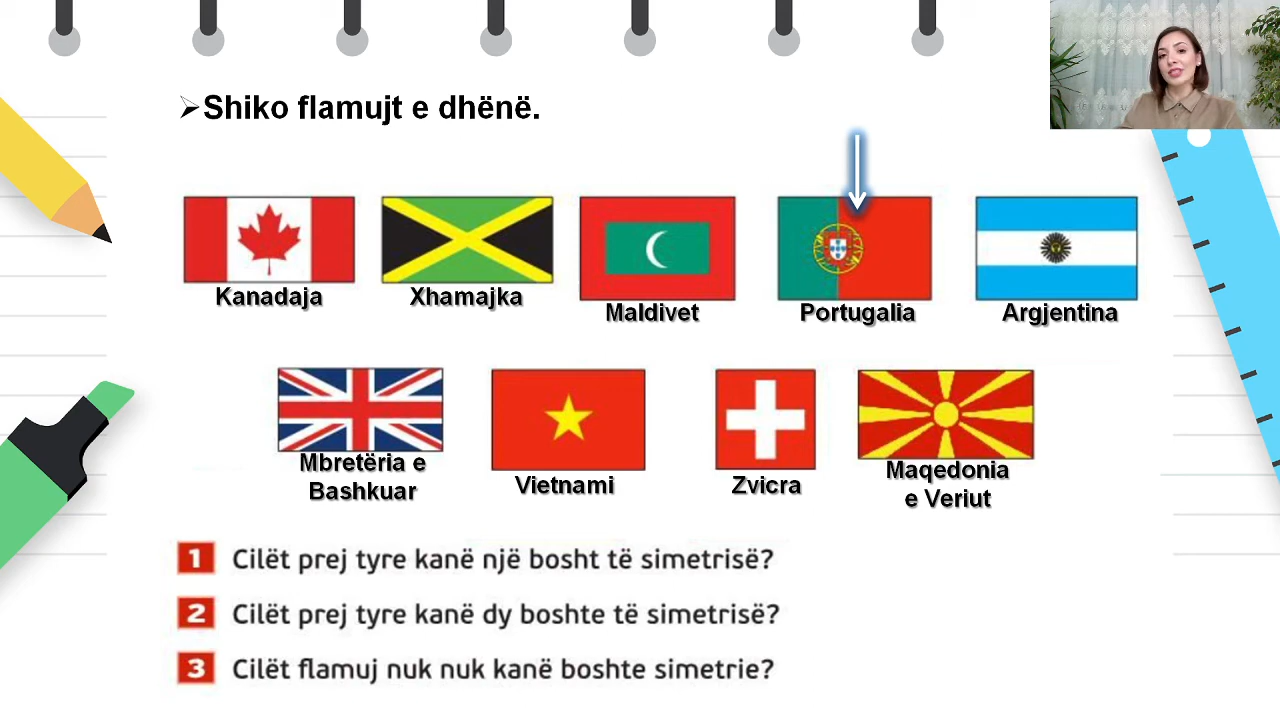 ➢Shiko flamujt e dhënë.
Kanadaja
Xhamajka
Maldivet
Portugalia
Argjentina
Mbretëria e
Bashkuar
Vietnami
Zvicra
Maqedonia
e Veriut
1 Cilët prej tyre kanë një bosht të simetrisë?
2 Cilët prej tyre kanë dy boshte të simetrisë?
3 Cilët flamuj nuk nuk kanë boshte simetrie?